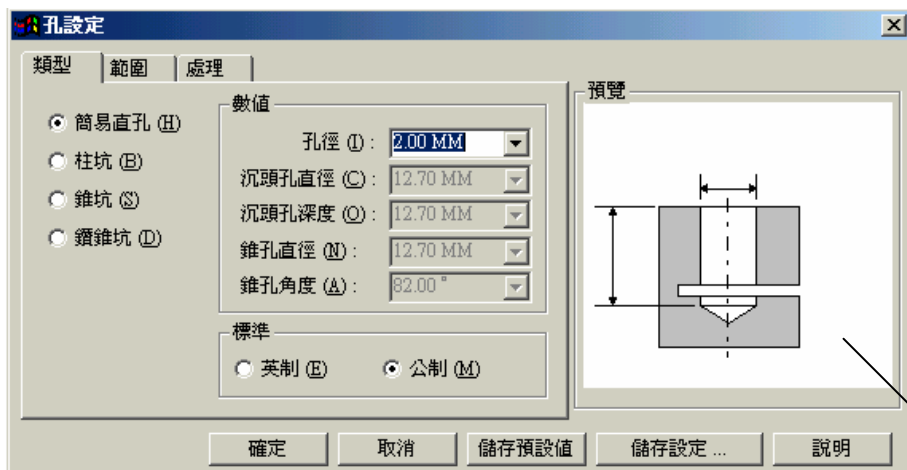 孔設定
類型 範圍 處理
簡易直孔 (H)
柱坑 (B)
錐坑 (S)
鑽錐坑 (D)
數值
孔徑 (I) : 2.00 MM
沉頭孔直徑 (C) : 12.70 MM
沉頭孔深度 (O) : 12.70 MM
錐孔直徑 (N) : 12.70 MM
錐孔角度 (A) : 82.00 °
標準
英制 (E) 公制 (M)
預覽
確定 取消 儲存預設值 儲存設定 ... 說明